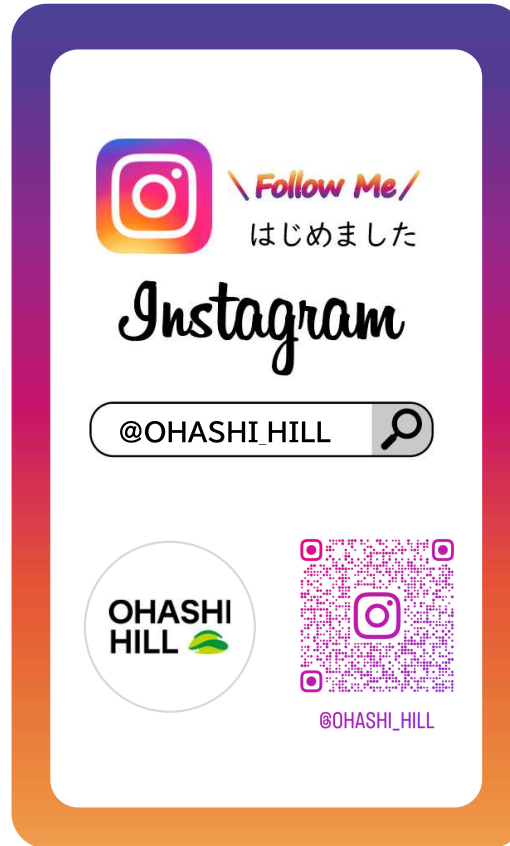 \ Follow Me /
はじめました
Instagram
@OHASHI_HILL
OHASHI
HILL
@OHASHI_HILL